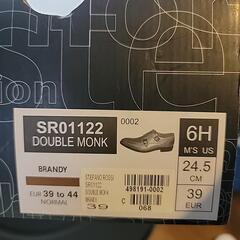 ion
SR01122
DOUBLE MONK
0002
6H
M'S US
BRANDY
24.5
CM
EUR 39 to 44
NORMAL
39
EUR
STEFANO ROSSI
SR01122
DOUBLE MONK
BRANDY
39
498191-0002
C
068